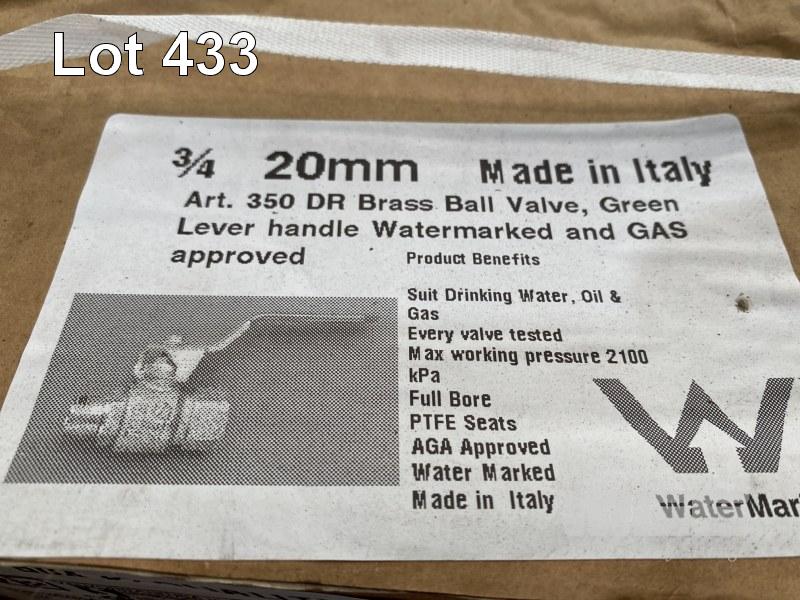 Lot 433
3/4 20mm Made in Italy
Art. 350 DR Brass Ball Valve, Green
Lever handle Watermarked and GAS
approved
Product Benefits
Suit Drinking Water, Oil &
Gas
Every valve tested
Max working pressure 2100
kPa
Full Bore
PTFE Seats
AGA Approved
Water Marked
Made in Italy
W
WaterMar